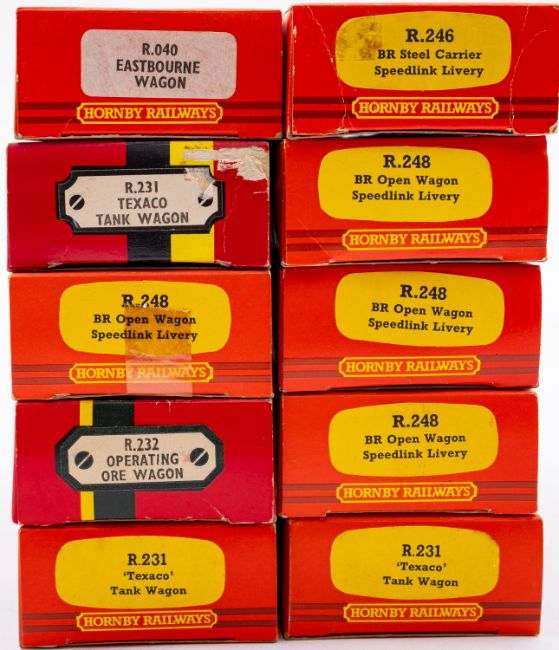 R.040
EASTBOURNE
WAGON
HORNBY RAILWAYS
R.231
TEXACO
TANK WAGON
R.248
BR Open Wagon
Speedlink Livery
HORNBY RAILWAYS
R.232
OPERATING
ORE WAGON
R.231
'Texaco'
Tank Wagon
HORNBY RAILWAYS
R.246
BR Steel Carrier
Speedlink Livery
HORNBY RAILWAYS
R.248
BR Open Wagon
Speedlink Livery
HORNBY RAILWAYS
R.248
BR Open Wagon
Speedlink Livery
HORNBY RAILWAYS
R.248
BR Open Wagon
Speedlink Livery
HORNBY RAILWAYS
R.231
'Texaco'
Tank Wagon
HORNBY RAILWAYS